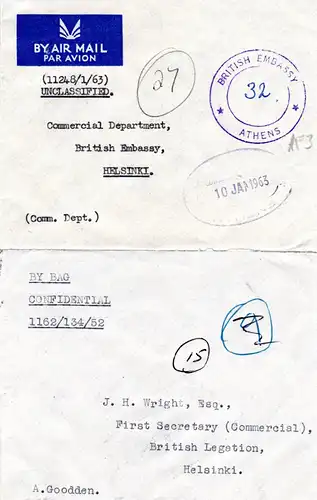 BY AIR MAIL
PAR AVION
(11248/1/63)
UNCLASSIFIED.
27
BRITISH EMBASSY
32.
ATHENS
Commercial Department,
British Embassy,
HELSINKI.
10 JAN 1963
(Comm. Dept.)
BY BAG
CONFIDENTIAL
1162/134/52
15
J. H. Wright, Esq.,
First Secretary (Commercial),
British Legation,
Helsinki.
A.Goodden.